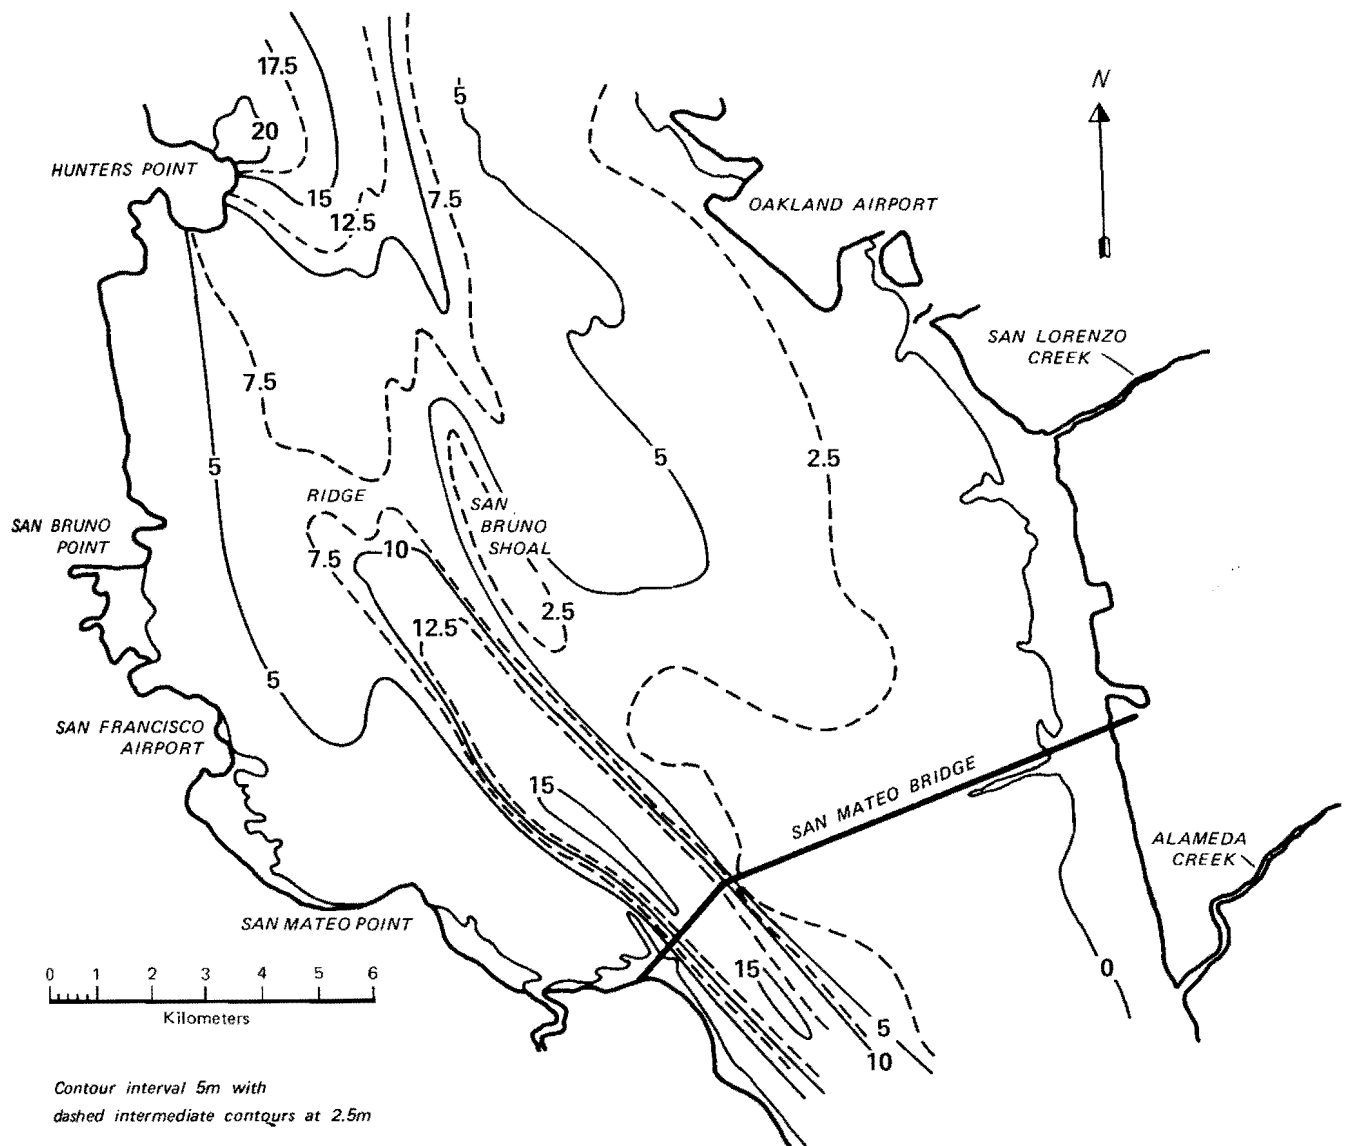 17.5
N
5
20
HUNTERS POINT
15
7.5
OAKLAND AIRPORT
12.5
SAN LORENZO
CREEK
7.5
5
5
2.5
RIDGE
SAN
BRUNO
SHOAL
SAN BRUNO
POINT
7.5
10
2.5
12.5
5
SAN FRANCISCO
AIRPORT
15
SAN MATEO BRIDGE
ALAMEDA
CREEK
SAN MATEO POINT
15
0
0 1 2 3 4 5 6
Kilometers
5
10
Contour interval 5m with
dashed intermediate contours at 2.5m